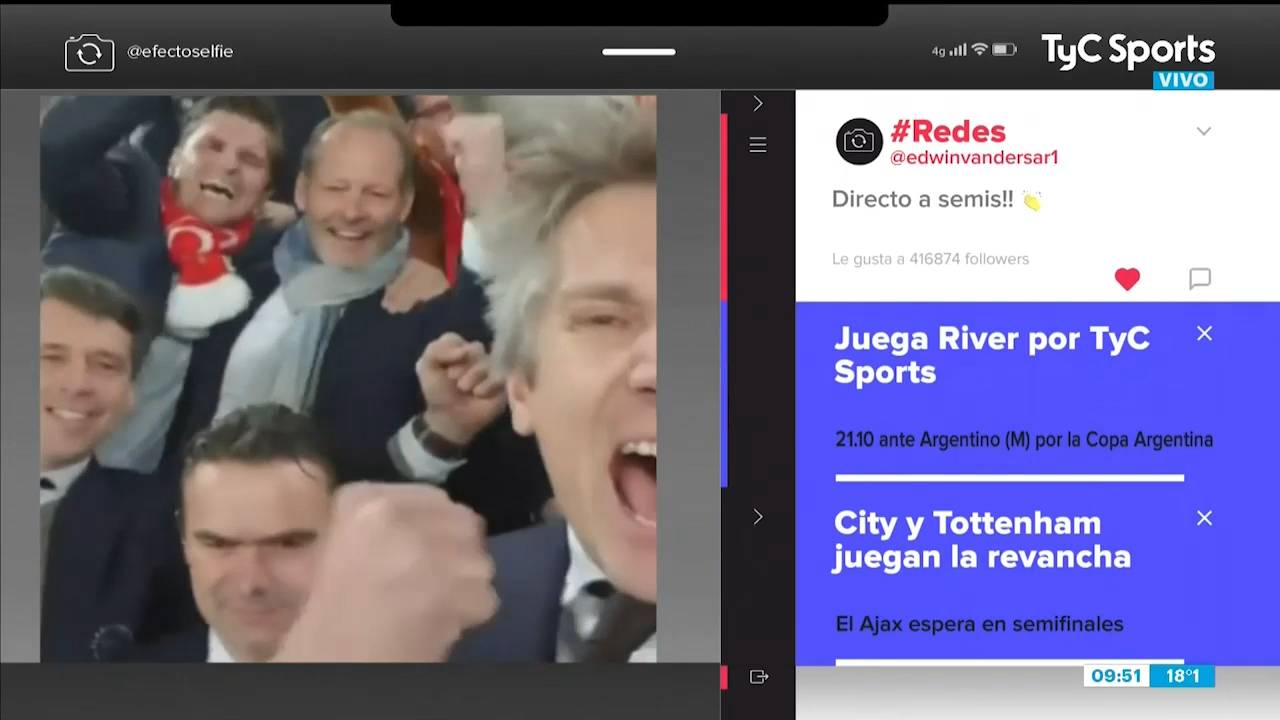 @efectoselfie
4g
TyC Sports
VIVO
#Redes
@edwinvandersar1
Directo a semis!! 👏
Le gusta a 416874 followers
Juega River por TyC
Sports
21.10 ante Argentino (M) por la Copa Argentina
City y Tottenham
juegan la revancha
El Ajax espera en semifinales
09:51 18°1